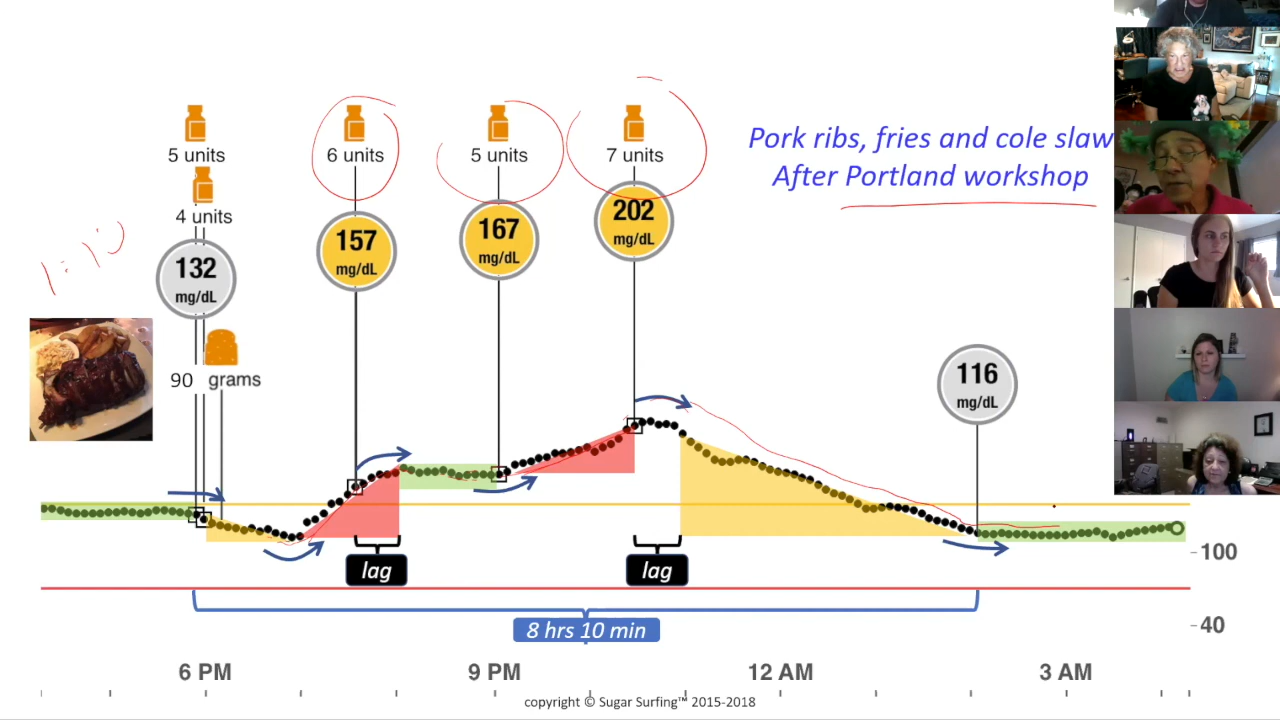 5 units
4 units
132
mg/dL
90 grams
6 units
157
mg/dL
5 units
167
mg/dL
7 units
202
mg/dL
Pork ribs, fries and cole slaw
After Portland workshop
1:10
116
mg/dL
lag
lag
100
40
8 hrs 10 min
6 PM
9 PM
12 AM
3 AM
copyright © Sugar Surfing™ 2015-2018